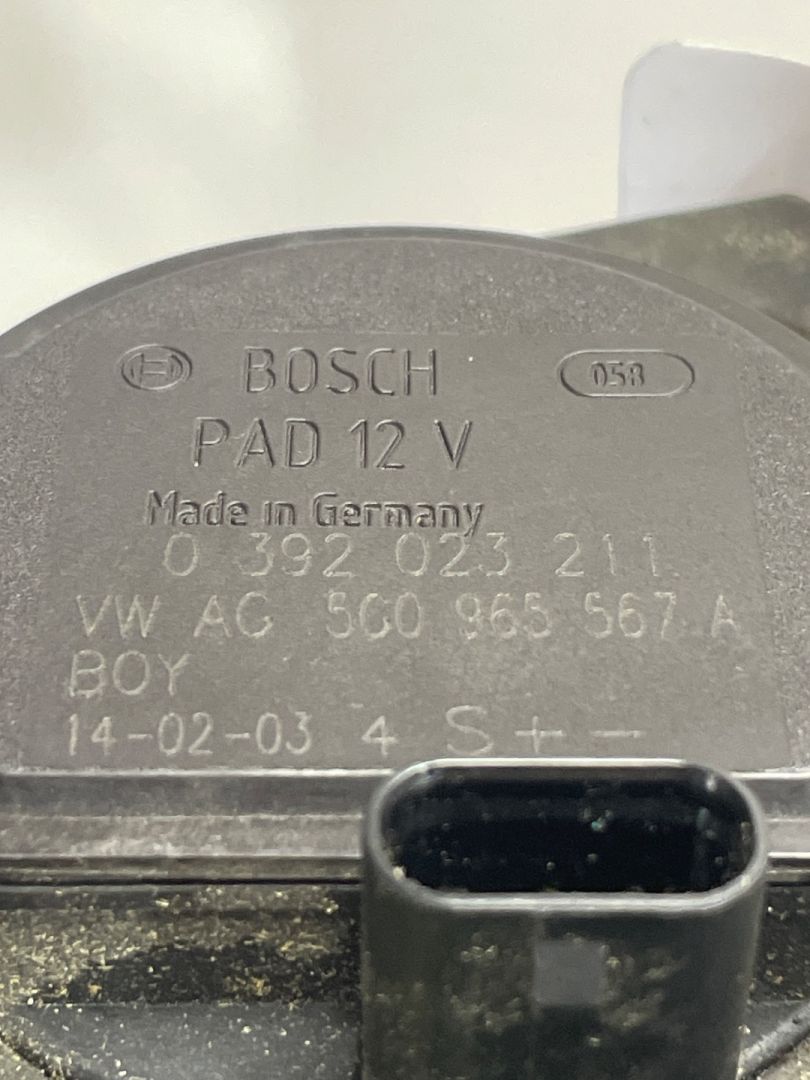 BOSCH 058
PAD 12 V
Made in Germany
0 392 023 211
VW AG 5G0 965 567 A
BOY
14-02-03 4 S + -